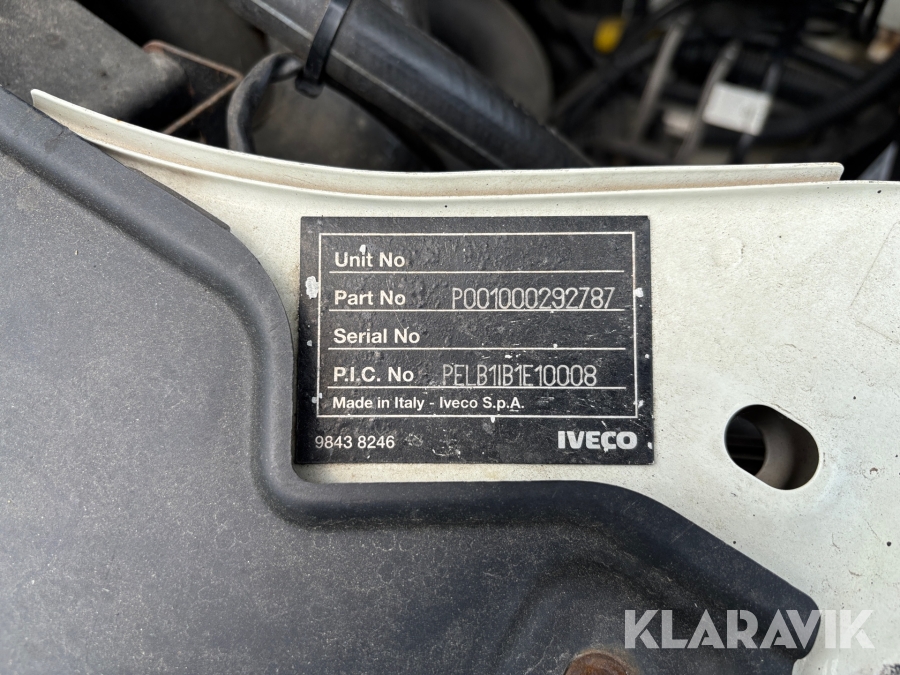 Unit No
Part No P001000292787
Serial No
P.I.C. No PELB1IB1E10008
Made in Italy - Iveco S.p.A.
9843 8246 IVECO
KLARAVIK